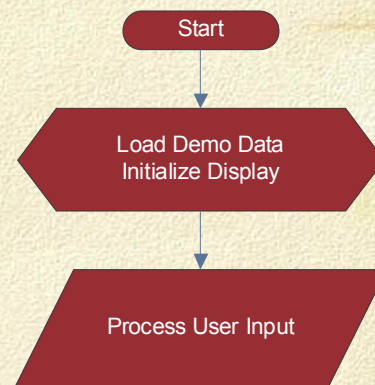 Start
Load Demo Data
Initialize Display
Process User Input